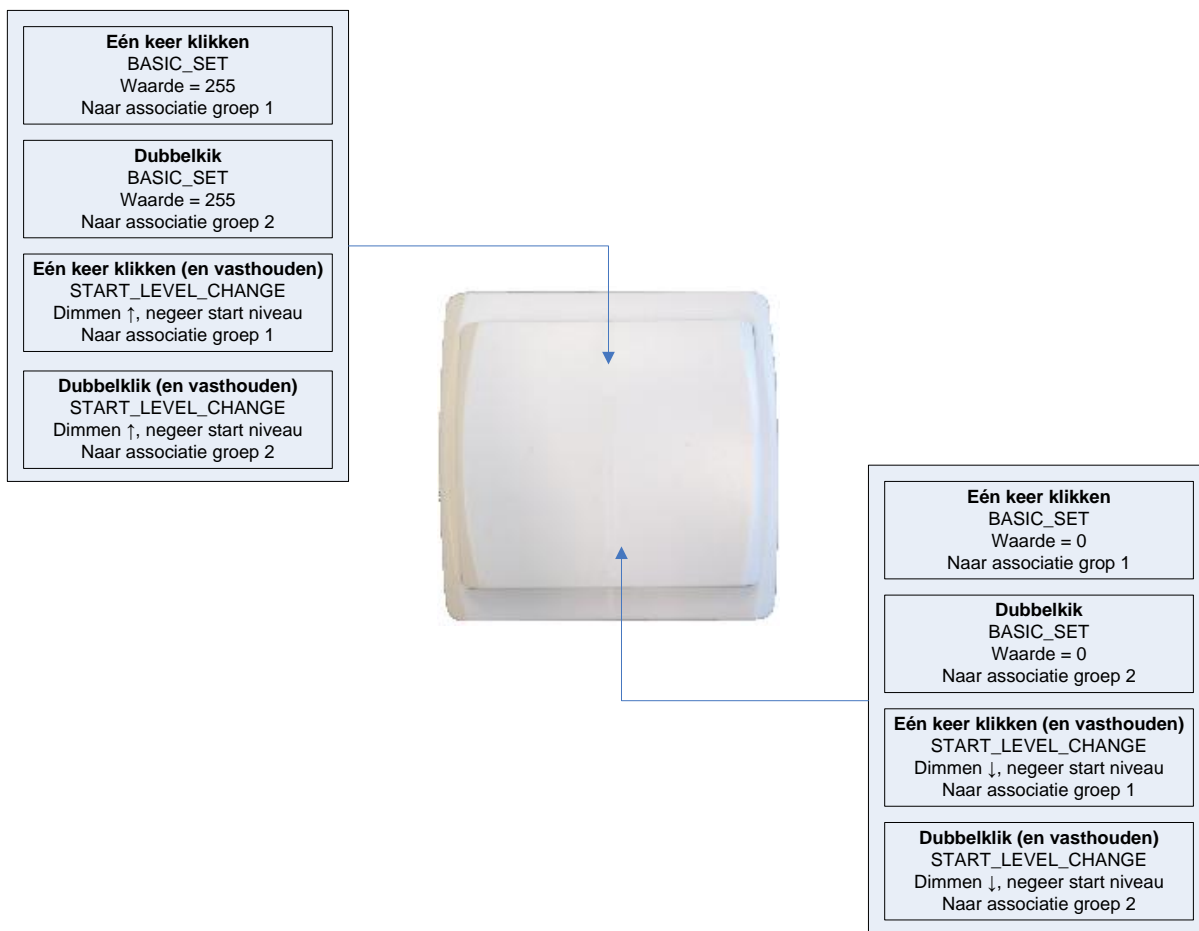 Eén keer klikken
BASIC_SET
Waarde = 255
Naar associatie groep 1
Dubbelkik
BASIC_SET
Waarde = 255
Naar associatie groep 2
Eén keer klikken (en vasthouden)
START_LEVEL_CHANGE
Dimmen ↑, negeer start niveau
Naar associatie groep 1
Dubbelklik (en vasthouden)
START_LEVEL_CHANGE
Dimmen ↑, negeer start niveau
Naar associatie groep 2
Eén keer klikken
BASIC_SET
Waarde = 0
Naar associatie grop 1
Dubbelkik
BASIC_SET
Waarde = 0
Naar associatie groep 2
Eén keer klikken (en vasthouden)
START_LEVEL_CHANGE
Dimmen ↓, negeer start niveau
Naar associatie groep 1
Dubbelklik (en vasthouden)
START_LEVEL_CHANGE
Dimmen ↓, negeer start niveau
Naar associatie groep 2